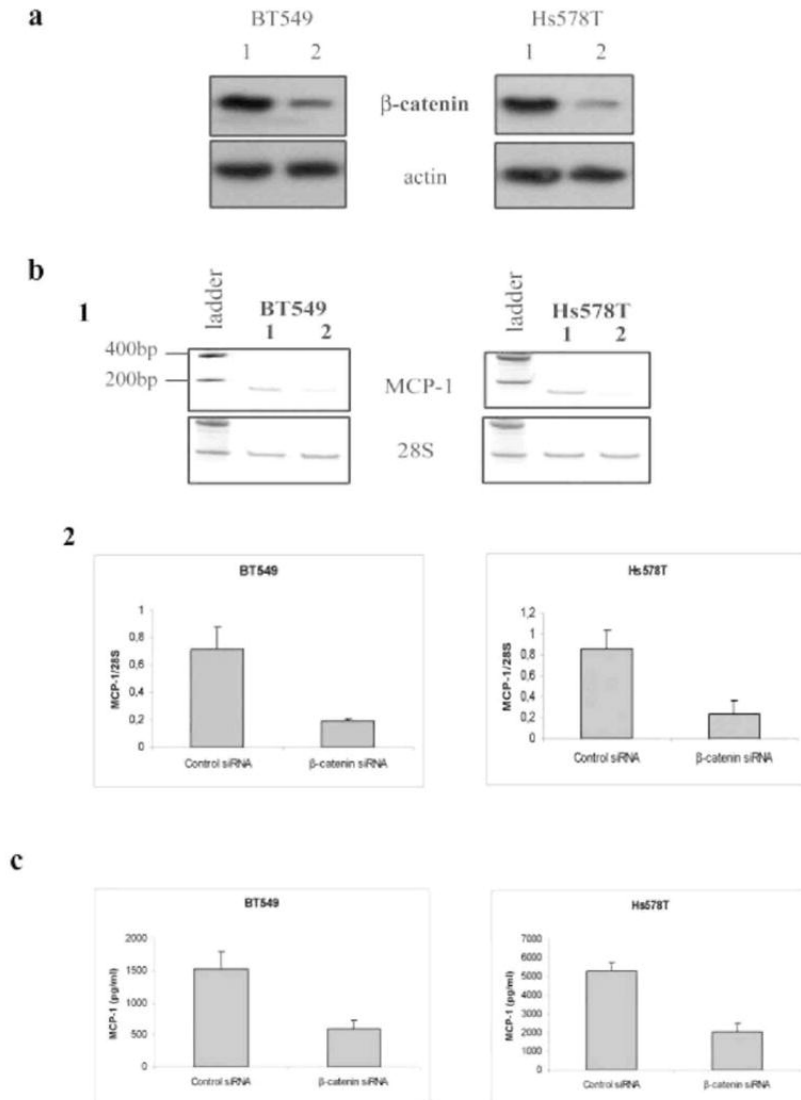 a
BT549
Hs578T
1 2
1 2
β-catenin
actin
b
1
ladder
BT549
1 2
ladder
Hs578T
1 2
400bp
200bp
MCP-1
28S
2
BT549
MCP-1/28S
1
0,8
0,6
0,4
0,2
0
Control siRNA
β-catenin siRNA
Hs578T
MCP-1/28S
1,2
1
0,8
0,6
0,4
0,2
0
Control siRNA
β-catenin siRNA
c
BT549
MCP-1 (pg/ml)
2000
1500
1000
500
0
Control siRNA
β-catenin siRNA
Hs578T
MCP-1 (pg/ml)
7000
6000
5000
4000
3000
2000
1000
0
Control siRNA
β-catenin siRNA